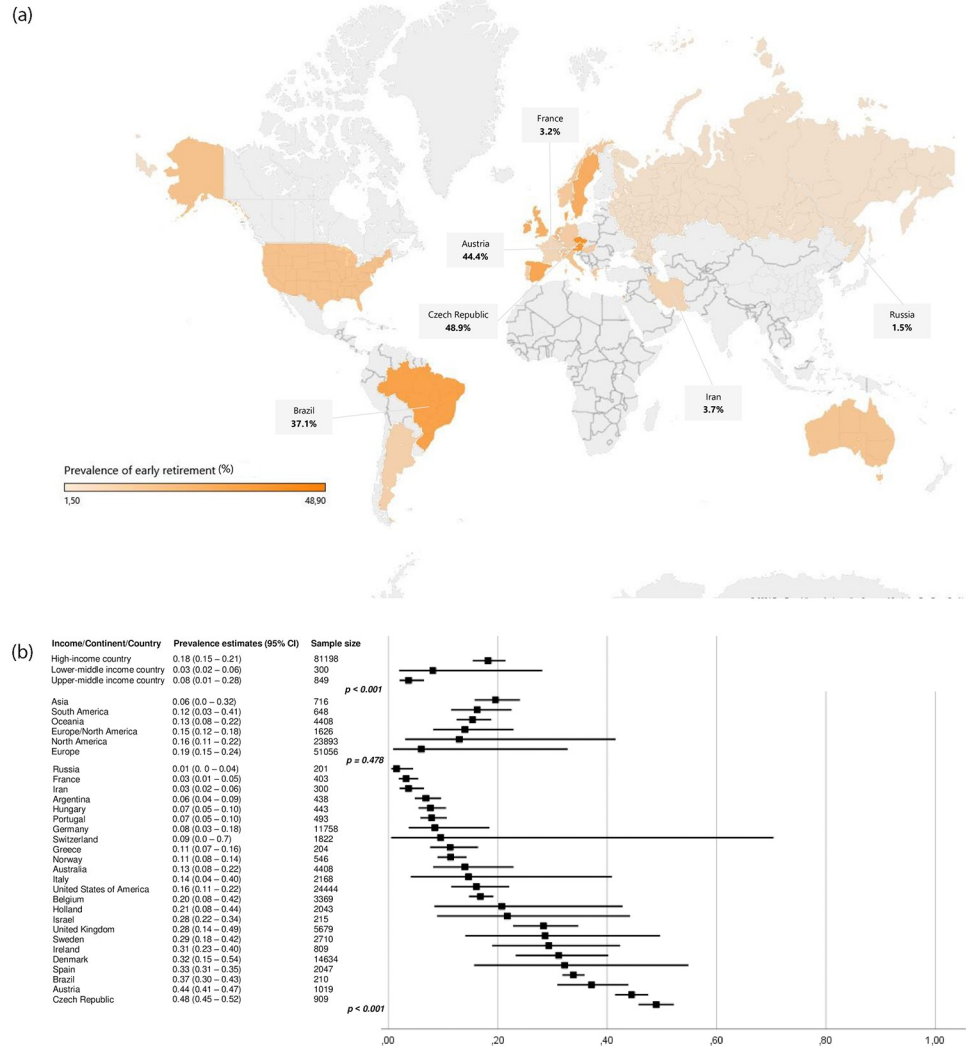 (a)
France
3.2%
Austria
44.4%
Czech Republic
48.9%
Russia
1.5%
Iran
3.7%
Brazil
37.1%
Prevalence of early retirement (%)
1,50 48,90
(b)
Income/Continent/Country Prevalence estimates (95% CI) Sample size
High-income country 0.18 (0.15 – 0.21) 81198
Lower-middle income country 0.03 (0.02 – 0.06) 300
Upper-middle income country 0.08 (0.01 – 0.28) 849
p < 0.001
Asia 0.06 (0.0 – 0.32) 716
South America 0.12 (0.03 – 0.41) 648
Oceania 0.13 (0.08 – 0.22) 4408
Europe/North America 0.15 (0.12 – 0.18) 1626
North America 0.16 (0.11 – 0.22) 23893
Europe 0.19 (0.15 – 0.24) 51056
p = 0.478
Russia 0.01 (0. 0 – 0.04) 201
France 0.03 (0.01 – 0.05) 403
Iran 0.03 (0.02 – 0.06) 300
Argentina 0.06 (0.04 – 0.09) 438
Hungary 0.07 (0.05 – 0.10) 443
Portugal 0.07 (0.05 – 0.10) 493
Germany 0.08 (0.03 – 0.18) 11758
Switzerland 0.09 (0.0 – 0.7) 1822
Greece 0.11 (0.07 – 0.16) 204
Norway 0.11 (0.08 – 0.14) 546
Australia 0.13 (0.08 – 0.22) 4408
Italy 0.14 (0.04 – 0.40) 2168
United States of America 0.16 (0.11 – 0.22) 24444
Belgium 0.20 (0.08 – 0.42) 3369
Holland 0.21 (0.08 – 0.44) 2043
Israel 0.28 (0.22 – 0.34) 215
United Kingdom 0.28 (0.14 – 0.49) 5679
Sweden 0.29 (0.18 – 0.42) 2710
Ireland 0.31 (0.23 – 0.40) 809
Denmark 0.32 (0.15 – 0.54) 14634
Spain 0.33 (0.31 – 0.35) 2047
Brazil 0.37 (0.30 – 0.43) 210
Austria 0.44 (0.41 – 0.47) 1019
Czech Republic 0.48 (0.45 – 0.52) 909
p < 0.001
,00 ,20 ,40 ,60 ,80 1,00